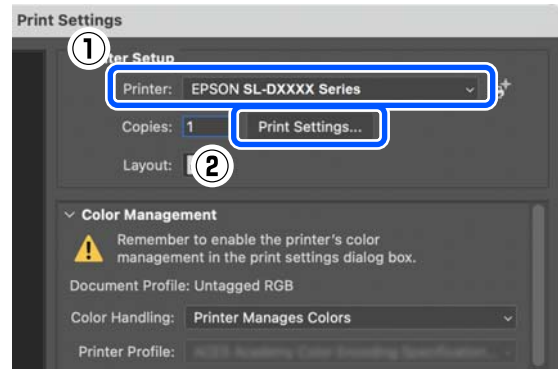 Print Settings
①
ter Setup
Printer: EPSON SL-DXXXX Series
Copies: 1 Print Settings...
Layout: ②
Color Management
Remember to enable the printer's color
management in the print settings dialog box.
Document Profile: Untagged RGB
Color Handling: Printer Manages Colors
Printer Profile: